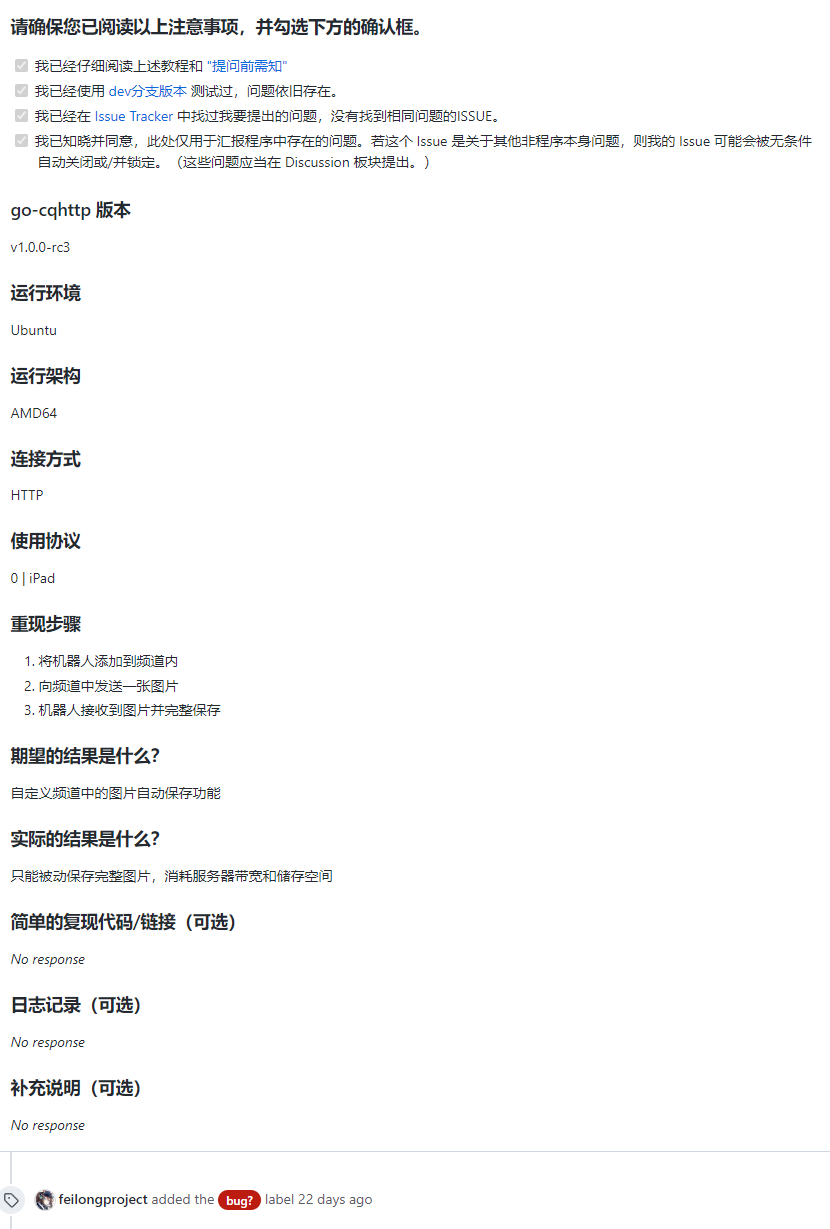 请确保您已阅读以上注意事项，并勾选下方的确认框。
我已经仔细阅读上述教程和 "提问前需知"
我已经使用 dev分支版本 测试过，问题依旧存在。
我已经在 Issue Tracker 中找过我要提出的问题，没有找到相同问题的ISSUE。
我已知晓并同意，此处仅用于汇报程序中存在的问题。若这个 Issue 是关于其他非程序本身问题，则我的 Issue 可能会被无条件
自动关闭或/并锁定。（这些问题应当在 Discussion 板块提出。）
go-cqhttp 版本
v1.0.0-rc3
运行环境
Ubuntu
运行架构
AMD64
连接方式
HTTP
使用协议
0 | iPad
重现步骤
1. 将机器人添加到频道内
2. 向频道中发送一张图片
3. 机器人接收到图片并完整保存
期望的结果是什么？
自定义频道中的图片自动保存功能
实际的结果是什么？
只能被动保存完整图片，消耗服务器带宽和储存空间
简单的复现代码/链接（可选）
No response
日志记录（可选）
No response
补充说明（可选）
No response
feilongproject added the bug? label 22 days ago